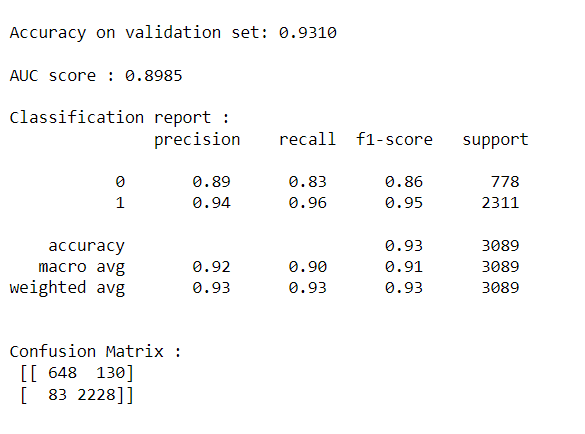 Accuracy on validation set: 0.9310
AUC score : 0.8985
Classification report :
precision recall f1-score support
0 0.89 0.83 0.86 778
1 0.94 0.96 0.95 2311
accuracy 0.93 3089
macro avg 0.92 0.90 0.91 3089
weighted avg 0.93 0.93 0.93 3089
Confusion Matrix :
[[ 648 130]
[ 83 2228]]